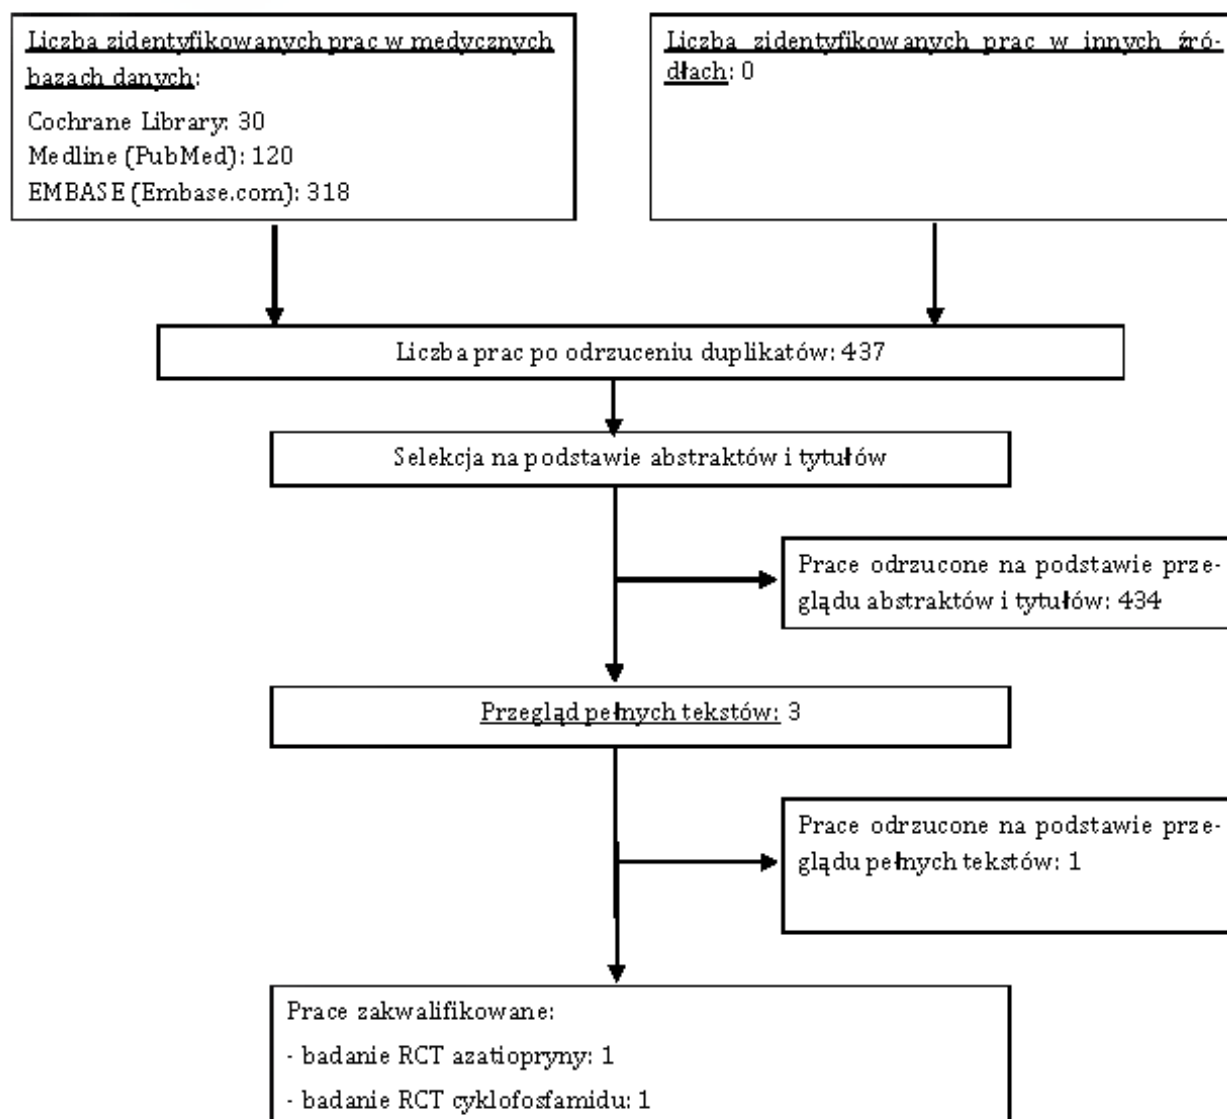 Liczba zidentyfikowanych prac w medycznych
bazach danych:
Cochrane Library: 30
Medline (PubMed): 120
EMBASE (Embase.com): 318
Liczba zidentyfikowanych prac w innych źró-
dłach: 0
Liczba prac po odrzuceniu duplikatów: 437
Selekcja na podstawie abstraktów i tytułów
Prace odrzucone na podstawie prze-
glądu abstraktów i tytułów: 434
Przegląd pełnych tekstów: 3
Prace odrzucone na podstawie prze-
glądu pełnych tekstów: 1
Prace zakwalifikowane:
- badanie RCT azatiopryny: 1
- badanie RCT cyklofosfamidu: 1